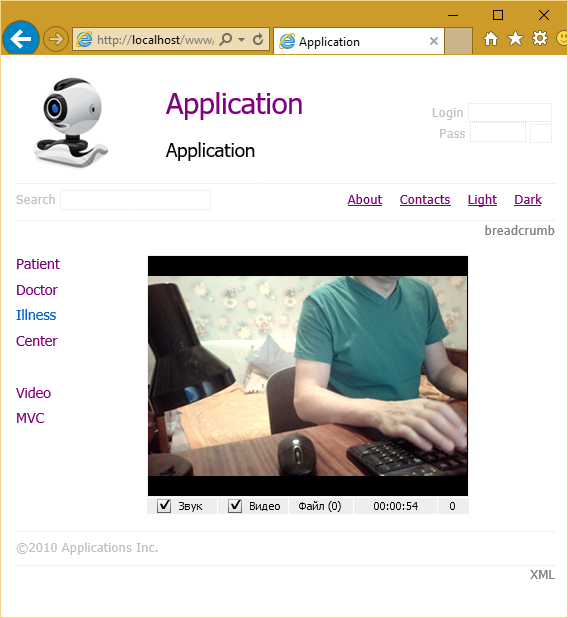 http://localhost/www/
Application
Application
Application
Login
Pass
Search
About Contacts Light Dark
breadcrumb
Patient
Doctor
Illness
Center
Video
MVC
Звук Видео Файл (0) 00:00:54 0
©2010 Applications Inc.
XML